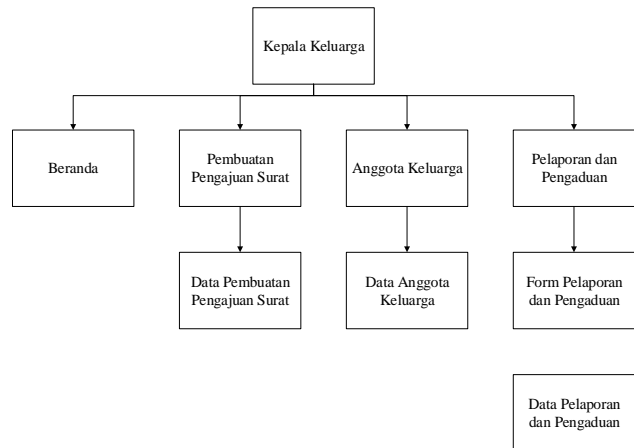 Kepala Keluarga
Beranda
Pembuatan
Pengajuan Surat
Anggota Keluarga
Pelaporan dan
Pengaduan
Data Pembuatan
Pengajuan Surat
Data Anggota
Keluarga
Form Pelaporan
dan Pengaduan
Data Pelaporan
dan Pengaduan